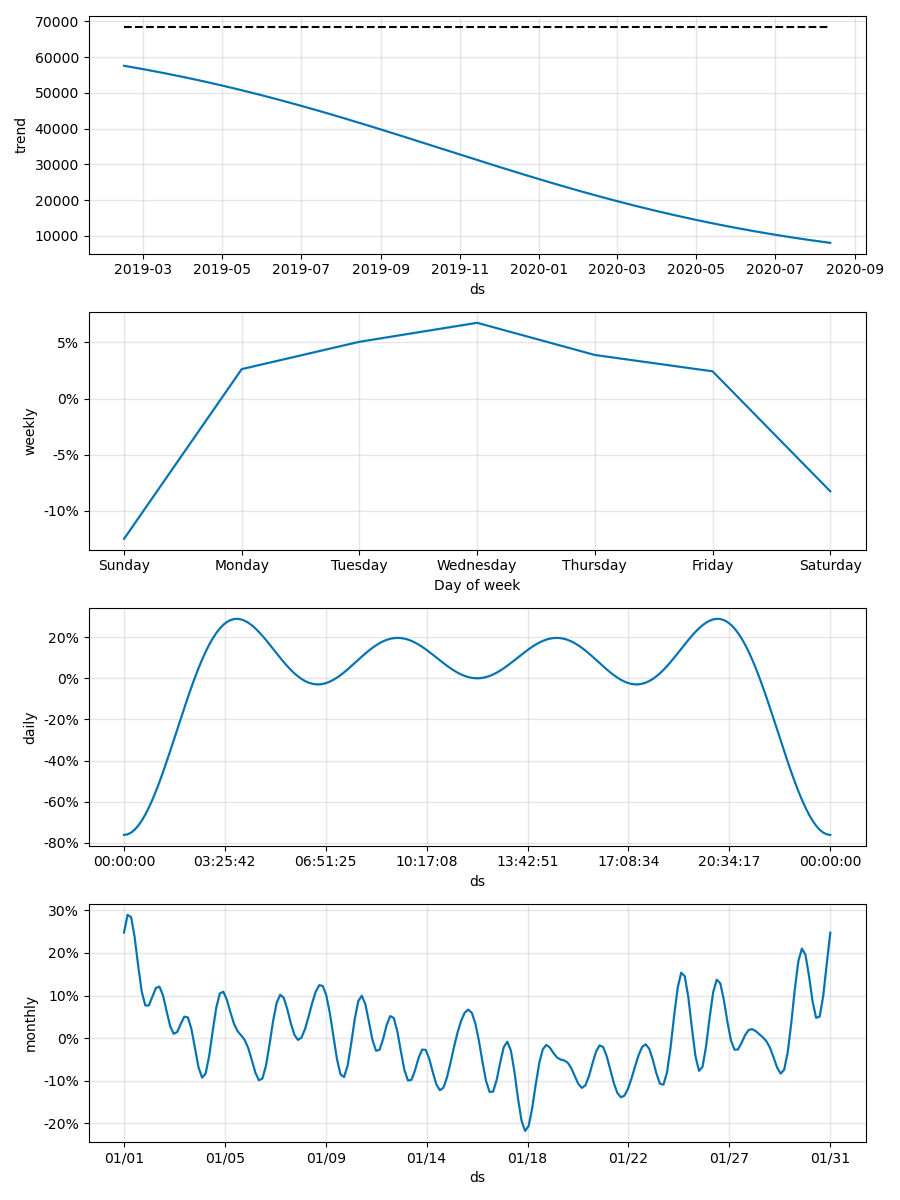 70000
60000
50000
40000
30000
20000
10000
trend
2019-03 2019-05 2019-07 2019-09 2019-11 2020-01 2020-03 2020-05 2020-07 2020-09
ds
5%
0%
-5%
-10%
weekly
Sunday Monday Tuesday Wednesday Thursday Friday Saturday
Day of week
20%
0%
-20%
-40%
-60%
-80%
daily
00:00:00 03:25:42 06:51:25 10:17:08 13:42:51 17:08:34 20:34:17 00:00:00
ds
30%
20%
10%
0%
-10%
-20%
monthly
01/01 01/05 01/09 01/14 01/18 01/22 01/27 01/31
ds